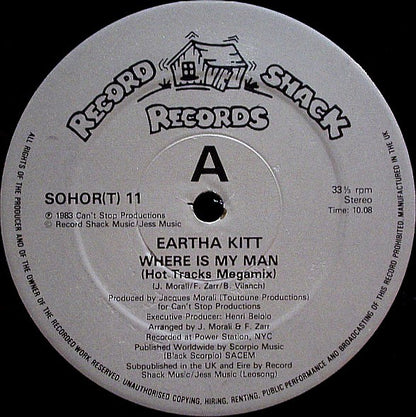 RECORD SHACK
RECORDS
A
SOHOR(T) 11
33⅓ rpm
Stereo
Time: 10.08
℗ 1983 Can't Stop Productions
© Record Shack Music/Jess Music
EARTHA KITT
WHERE IS MY MAN
(Hot Tracks Megamix)
(J. Morali/F. Zarr/B. Vilanch)
Produced by Jacques Morali (Toutoune Productions)
for Can't Stop Productions
Executive Producer: Henri Belolo
Arranged by J. Morali & F. Zarr
Recorded at Power Station, NYC
Published Worldwide by Scorpio Music
(Black Scorpio) SACEM
Subpublished in the UK and Eire by Record
Shack Music/Jess Music (Leosong)
ALL RIGHTS OF THE PRODUCER AND OF THE OWNER OF THE RECORDED WORK RESERVED. UNAUTHORISED COPYING, HIRING, RENTING, PUBLIC PERFORMANCE AND BROADCASTING OF THIS RECORD PROHIBITED. MANUFACTURED IN THE UK